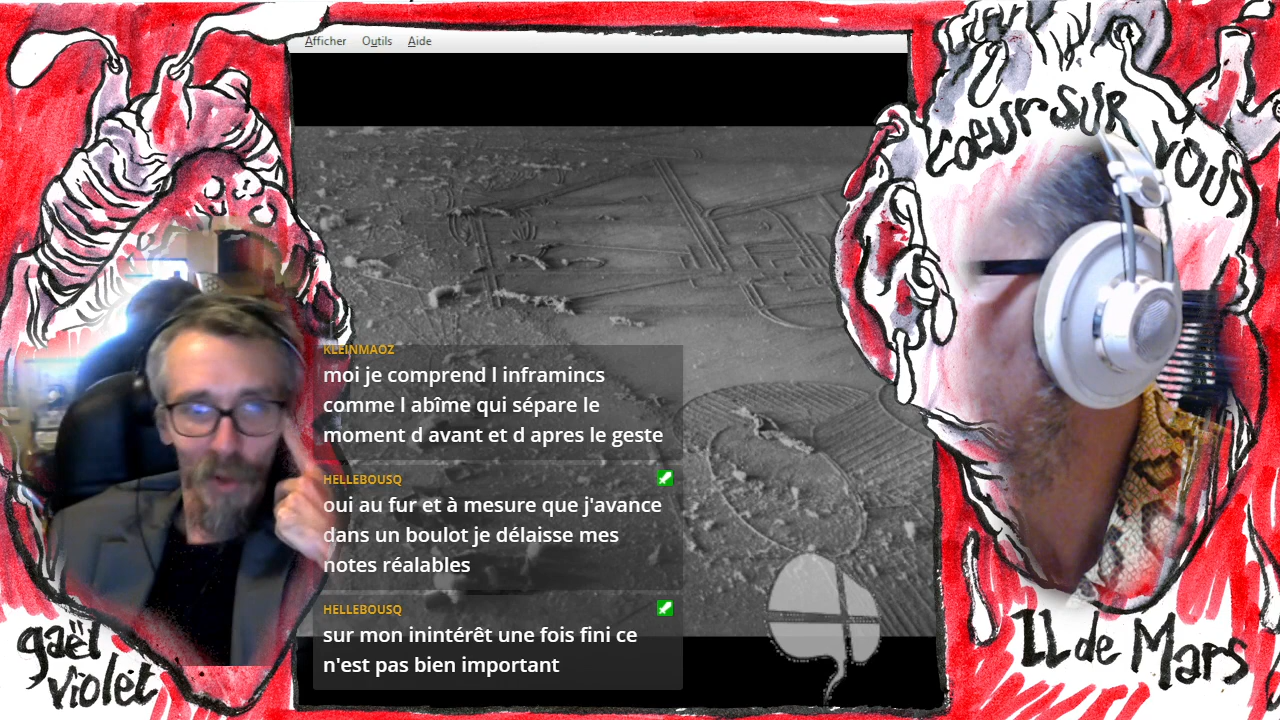 Afficher Outils Aide
COEUR SUR
VOUS
KLEINMAOZ
moi je comprend l inframincs
comme l abîme qui sépare le
moment d avant et d apres le geste
HELLEBOUSQ
oui au fur et à mesure que j'avance
dans un boulot je délaisse mes
notes réalables
HELLEBOUSQ
sur mon inintérêt une fois fini ce
n'est pas bien important
gaël
violet
LL de Mars